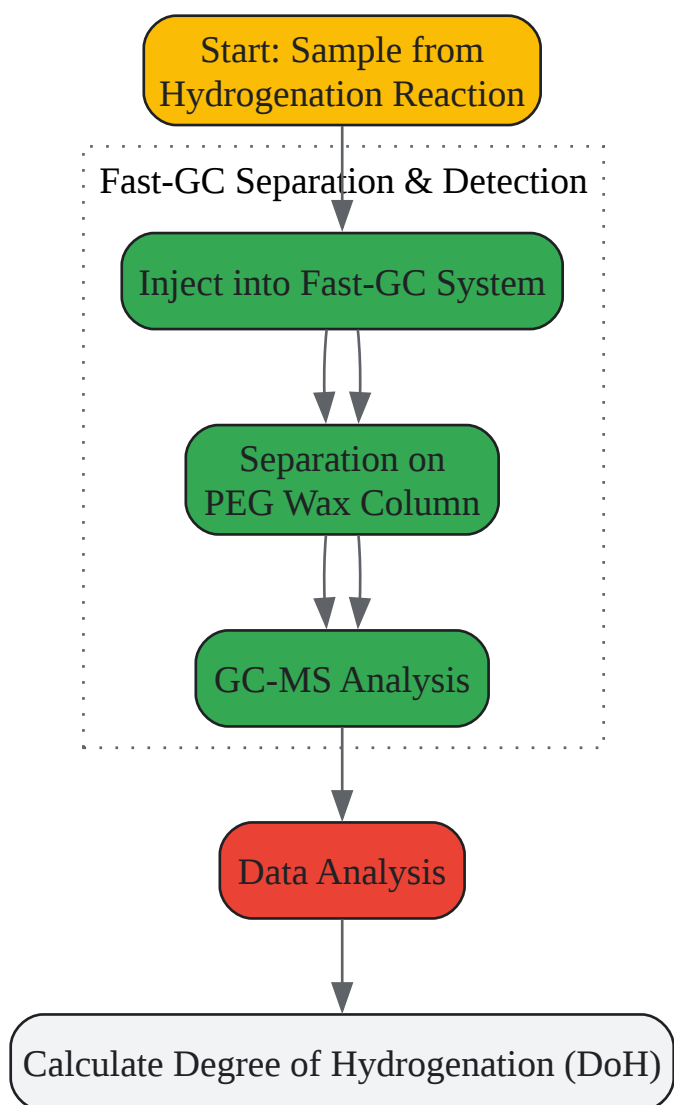 Start: Sample from
Hydrogenation Reaction
Fast-GC Separation & Detection
Inject into Fast-GC System
Separation on
PEG Wax Column
GC-MS Analysis
Data Analysis
Calculate Degree of Hydrogenation (DoH)